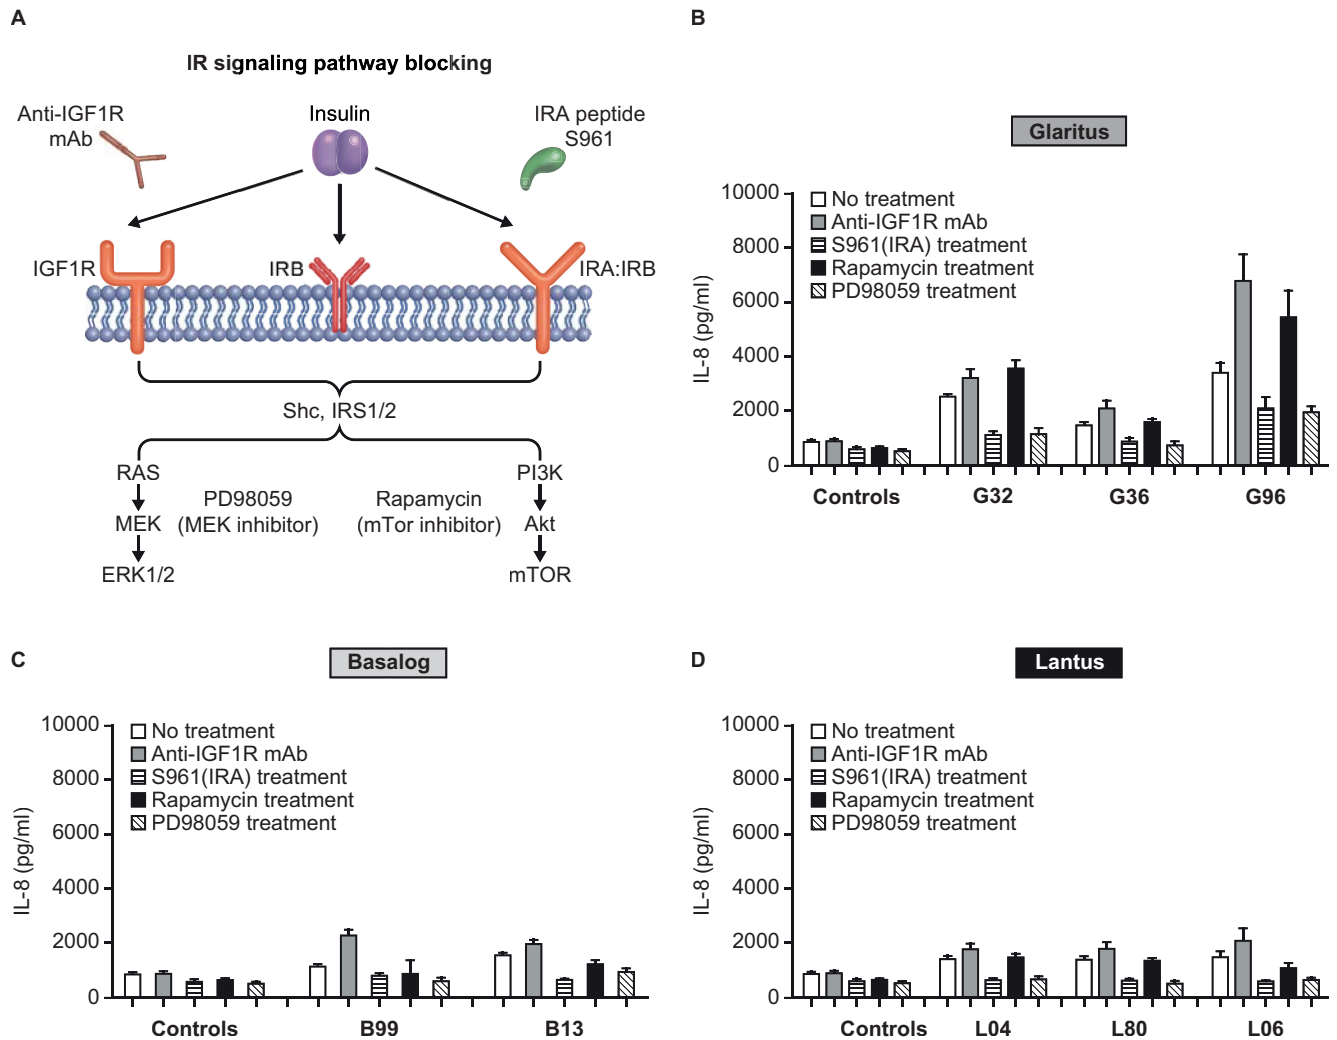 A
IR signaling pathway blocking
Anti-IGF1R
mAb
Insulin
IRA peptide
S961
IGF1R
IRB
IRA:IRB
Shc, IRS1/2
RAS
PI3K
PD98059
(MEK inhibitor)
Rapamycin
(mTor inhibitor)
MEK
Akt
ERK1/2
mTOR
B
Glaritus
IL-8 (pg/ml)
10000
8000
6000
4000
2000
0
No treatment
Anti-IGF1R mAb
S961(IRA) treatment
Rapamycin treatment
PD98059 treatment
Controls
G32
G36
G96
C
Basalog
IL-8 (pg/ml)
10000
8000
6000
4000
2000
0
No treatment
Anti-IGF1R mAb
S961(IRA) treatment
Rapamycin treatment
PD98059 treatment
Controls
B99
B13
D
Lantus
IL-8 (pg/ml)
10000
8000
6000
4000
2000
0
No treatment
Anti-IGF1R mAb
S961(IRA) treatment
Rapamycin treatment
PD98059 treatment
Controls
L04
L80
L06